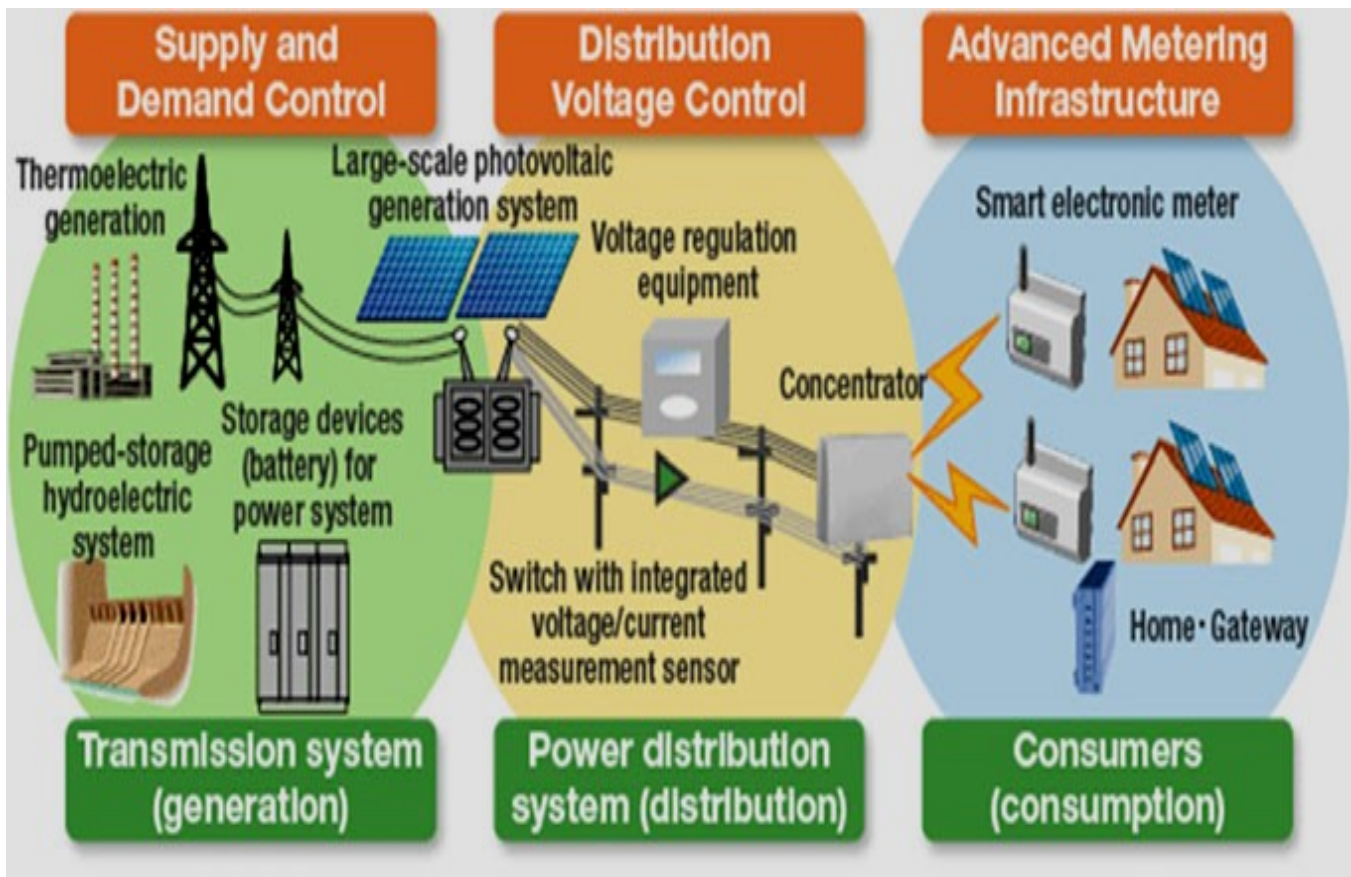 Supply and
Demand Control
Distribution
Voltage Control
Advanced Metering
Infrastructure
Thermoelectric
generation
Large-scale photovoltaic
generation system
Voltage regulation
equipment
Smart electronic meter
Concentrator
Storage devices
(battery) for
power system
Pumped-storage
hydroelectric
system
Switch with integrated
voltage/current
measurement sensor
Home・Gateway
Transmission system
(generation)
Power distribution
system (distribution)
Consumers
(consumption)